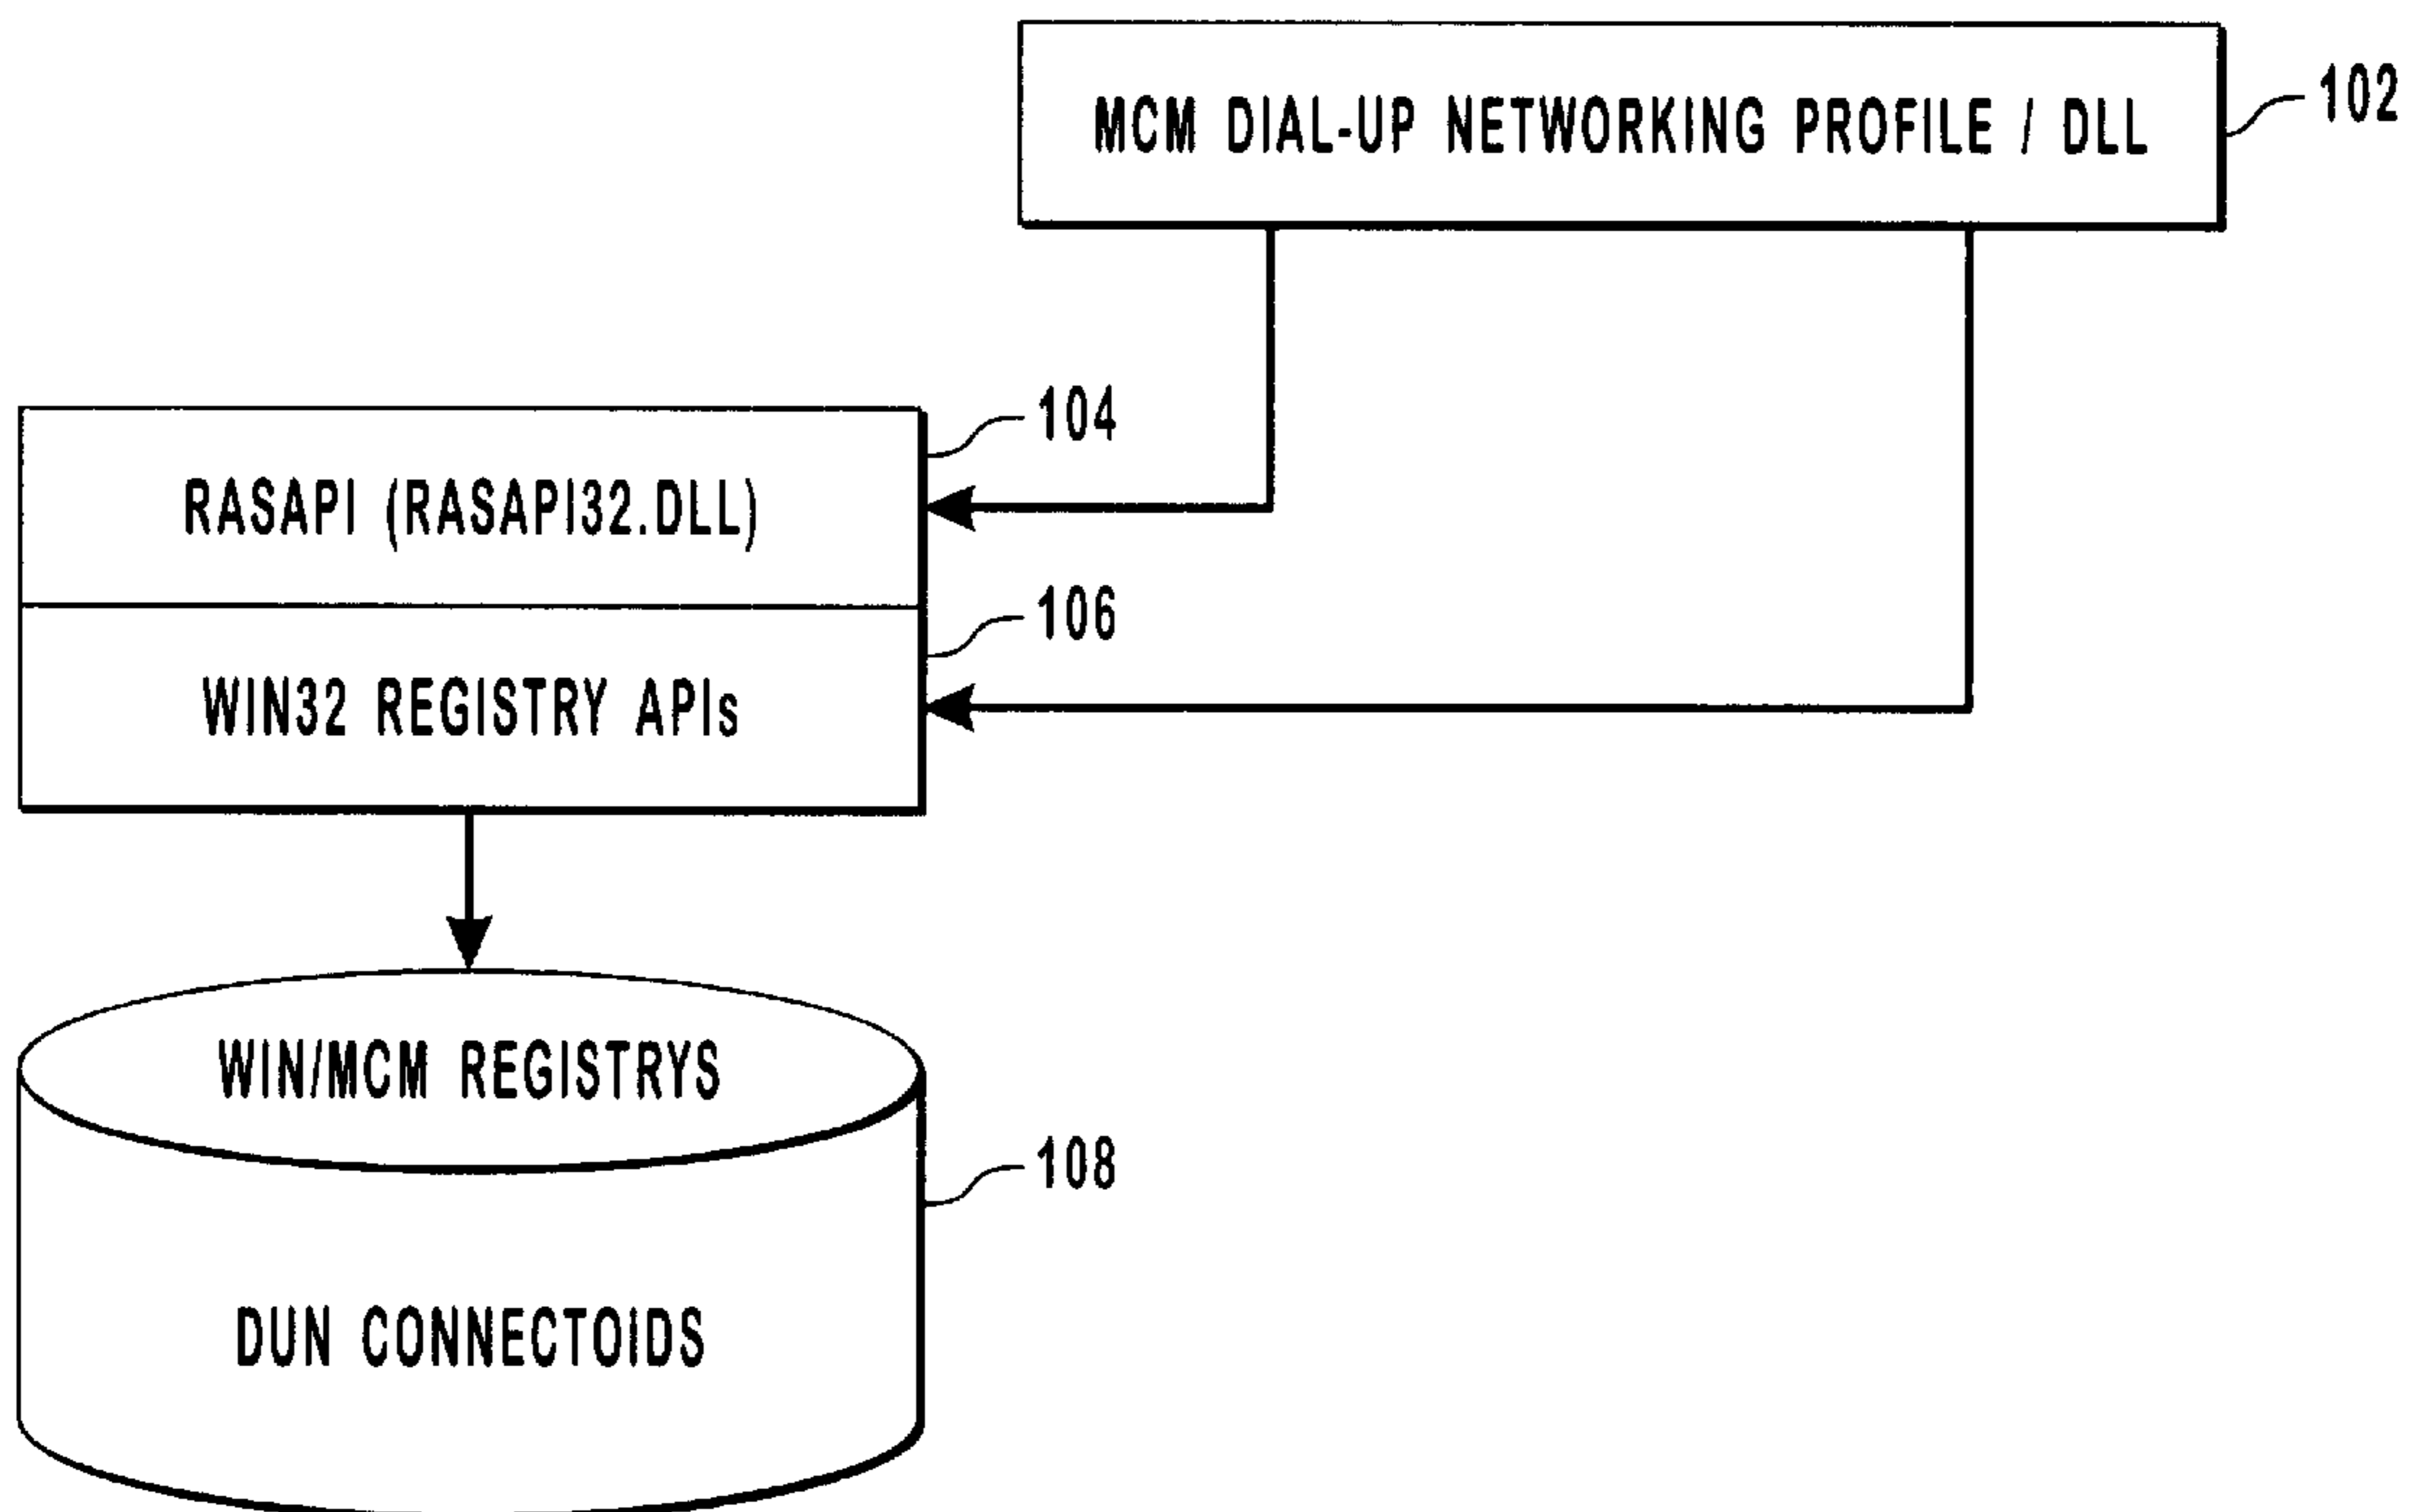 MCM DIAL-UP NETWORKING PROFILE / DLL
102
104
RASAPI (RASAPI32.DLL)
106
WIN32 REGISTRY APIs
WIN/MCM REGISTRYS
108
DUN CONNECTOIDS